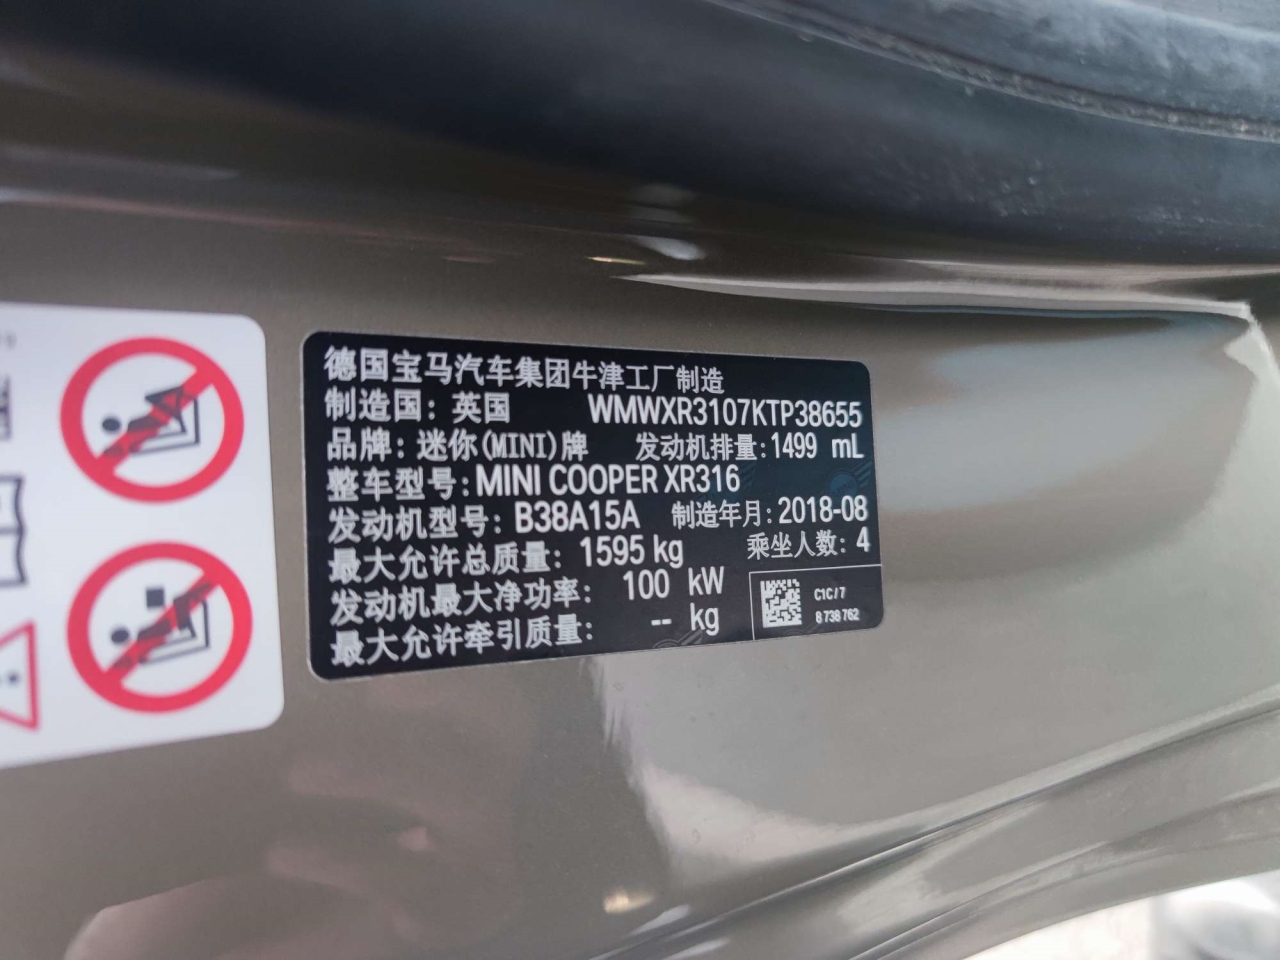 德国宝马汽车集团牛津工厂制造
制造国: 英国 WMWXR3107KTP38655
品牌: 迷你(MINI)牌 发动机排量: 1499 mL
整车型号: MINI COOPER XR316
发动机型号: B38A15A 制造年月: 2018-08
最大允许总质量: 1595 kg 乘坐人数: 4
发动机最大净功率: 100 kW
最大允许牵引质量: -- kg
C1C/7
8 738 762